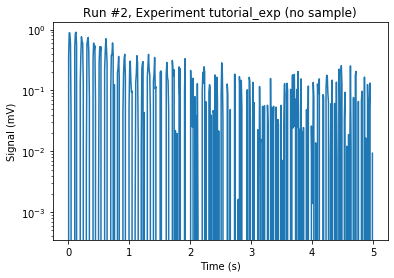 Run #2, Experiment tutorial_exp (no sample)
Signal (mV)
10⁰
10⁻¹
10⁻²
10⁻³
0 1 2 3 4 5
Time (s)